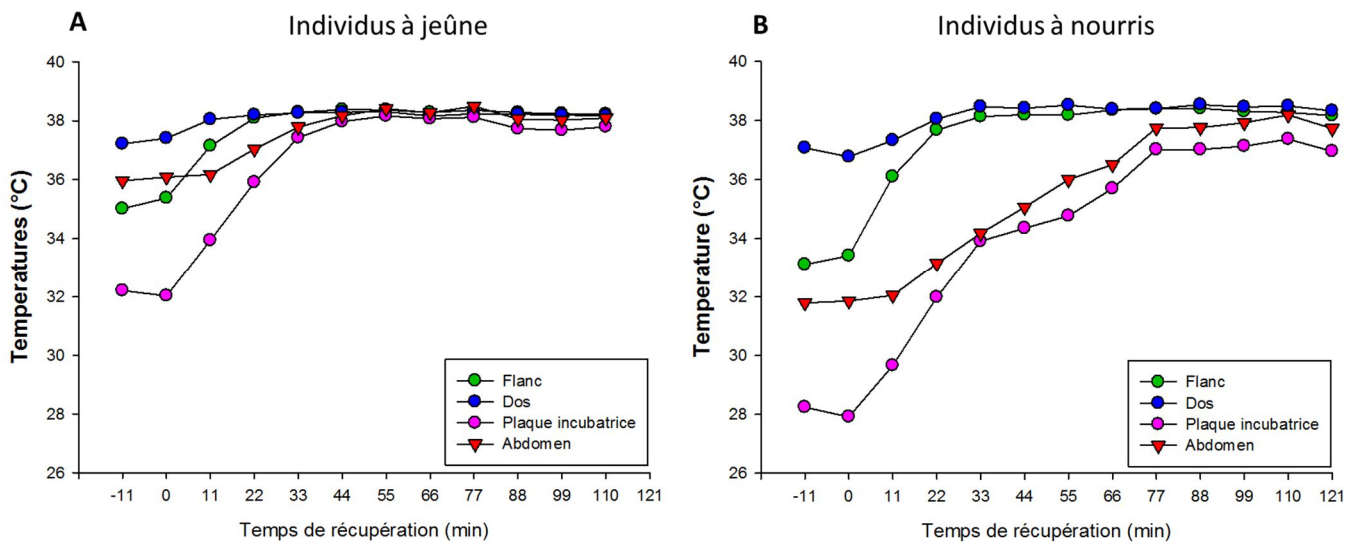 A
Individus à jeûne
Temperatures (°C)
40
38
36
34
32
30
28
26
-11 0 11 22 33 44 55 66 77 88 99 110 121
Temps de récupération (min)
Flanc
Dos
Plaque incubatrice
Abdomen
B
Individus à nourris
Temperature (°C)
40
38
36
34
32
30
28
26
-11 0 11 22 33 44 55 66 77 88 99 110 121
Temps de récupération (min)
Flanc
Dos
Plaque incubatrice
Abdomen